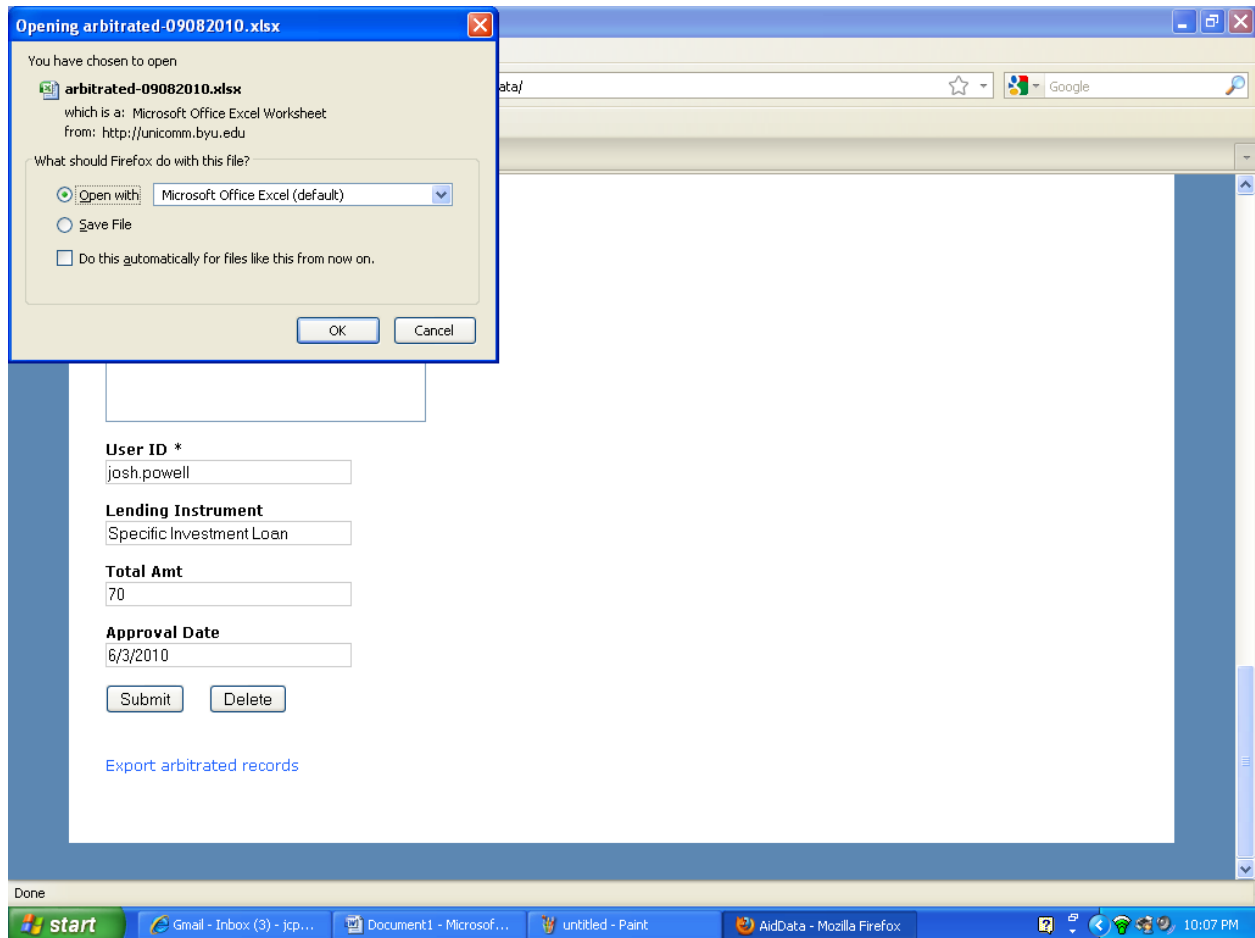 Opening arbitrated-09082010.xlsx
You have chosen to open
arbitrated-09082010.xlsx
which is a: Microsoft Office Excel Worksheet
from: http://unicomm.byu.edu
What should Firefox do with this file?
Open with Microsoft Office Excel (default)
Save File
Do this automatically for files like this from now on.
OK Cancel
ata/
Google
User ID *
josh.powell
Lending Instrument
Specific Investment Loan
Total Amt
70
Approval Date
6/3/2010
Submit Delete
Export arbitrated records
Done
start Gmail - Inbox (3) - jcp... Document1 - Microsof... untitled - Paint AidData - Mozilla Firefox 10:07 PM